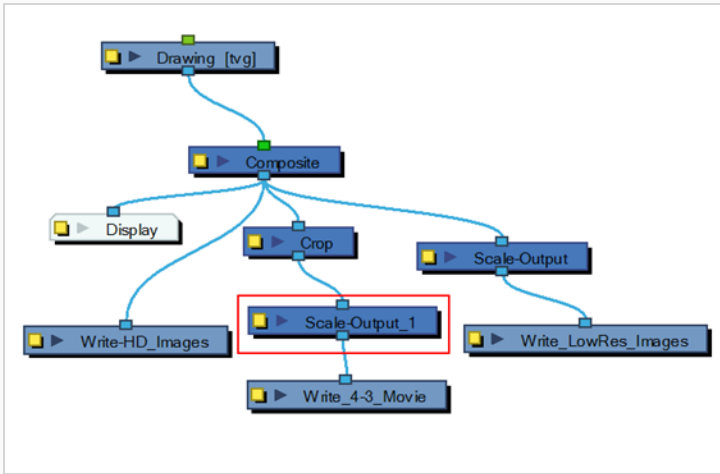 Drawing [tvg]
Composite
Display
Crop
Scale-Output
Scale-Output_1
Write-HD_Images
Write_LowRes_Images
Write_4-3_Movie